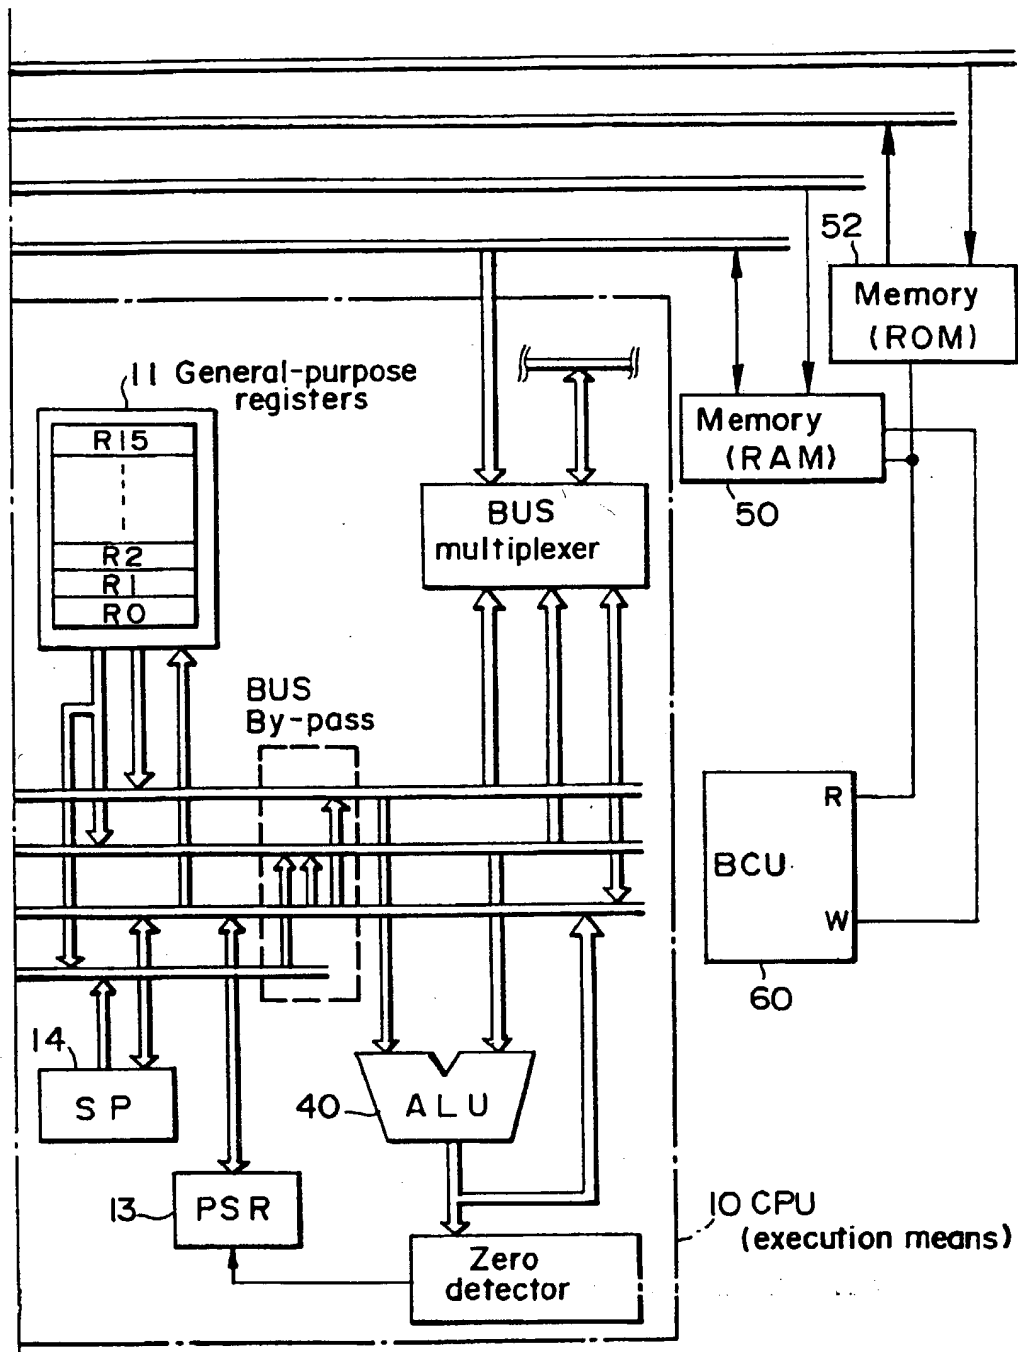 52
Memory
(ROM)
11 General-purpose
registers
R15
R2
R1
R0
Memory
(RAM)
50
BUS
multiplexer
BUS
By-pass
R
BCU
W
60
14
SP
40
ALU
13
PSR
10 CPU
(execution means)
Zero
detector